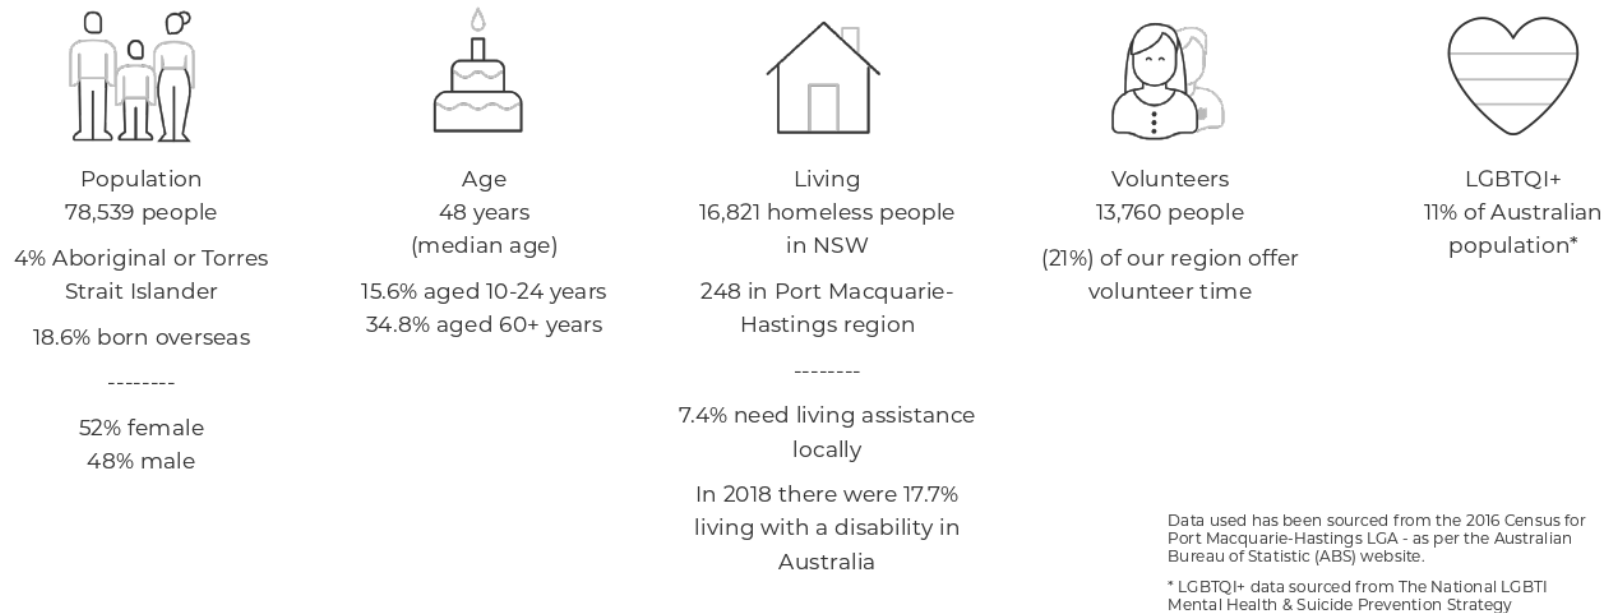 Population
78,539 people
4% Aboriginal or Torres
Strait Islander
18.6% born overseas
--------
52% female
48% male
Age
48 years
(median age)
15.6% aged 10-24 years
34.8% aged 60+ years
Living
16,821 homeless people
in NSW
248 in Port Macquarie-
Hastings region
--------
7.4% need living assistance
locally
In 2018 there were 17.7%
living with a disability in
Australia
Volunteers
13,760 people
(21%) of our region offer
volunteer time
LGBTQI+
11% of Australian
population*
Data used has been sourced from the 2016 Census for
Port Macquarie-Hastings LGA - as per the Australian
Bureau of Statistic (ABS) website.
* LGBTQI+ data sourced from The National LGBTI
Mental Health & Suicide Prevention Strategy